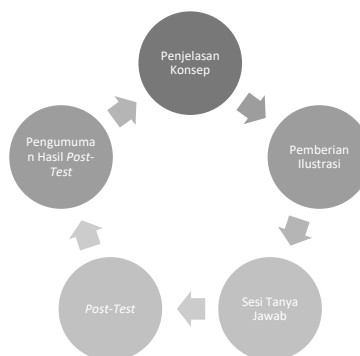 Penjelasan
Konsep
Pemberian
Ilustrasi
Sesi Tanya
Jawab
Post-Test
Pengumuma
n Hasil Post-
Test